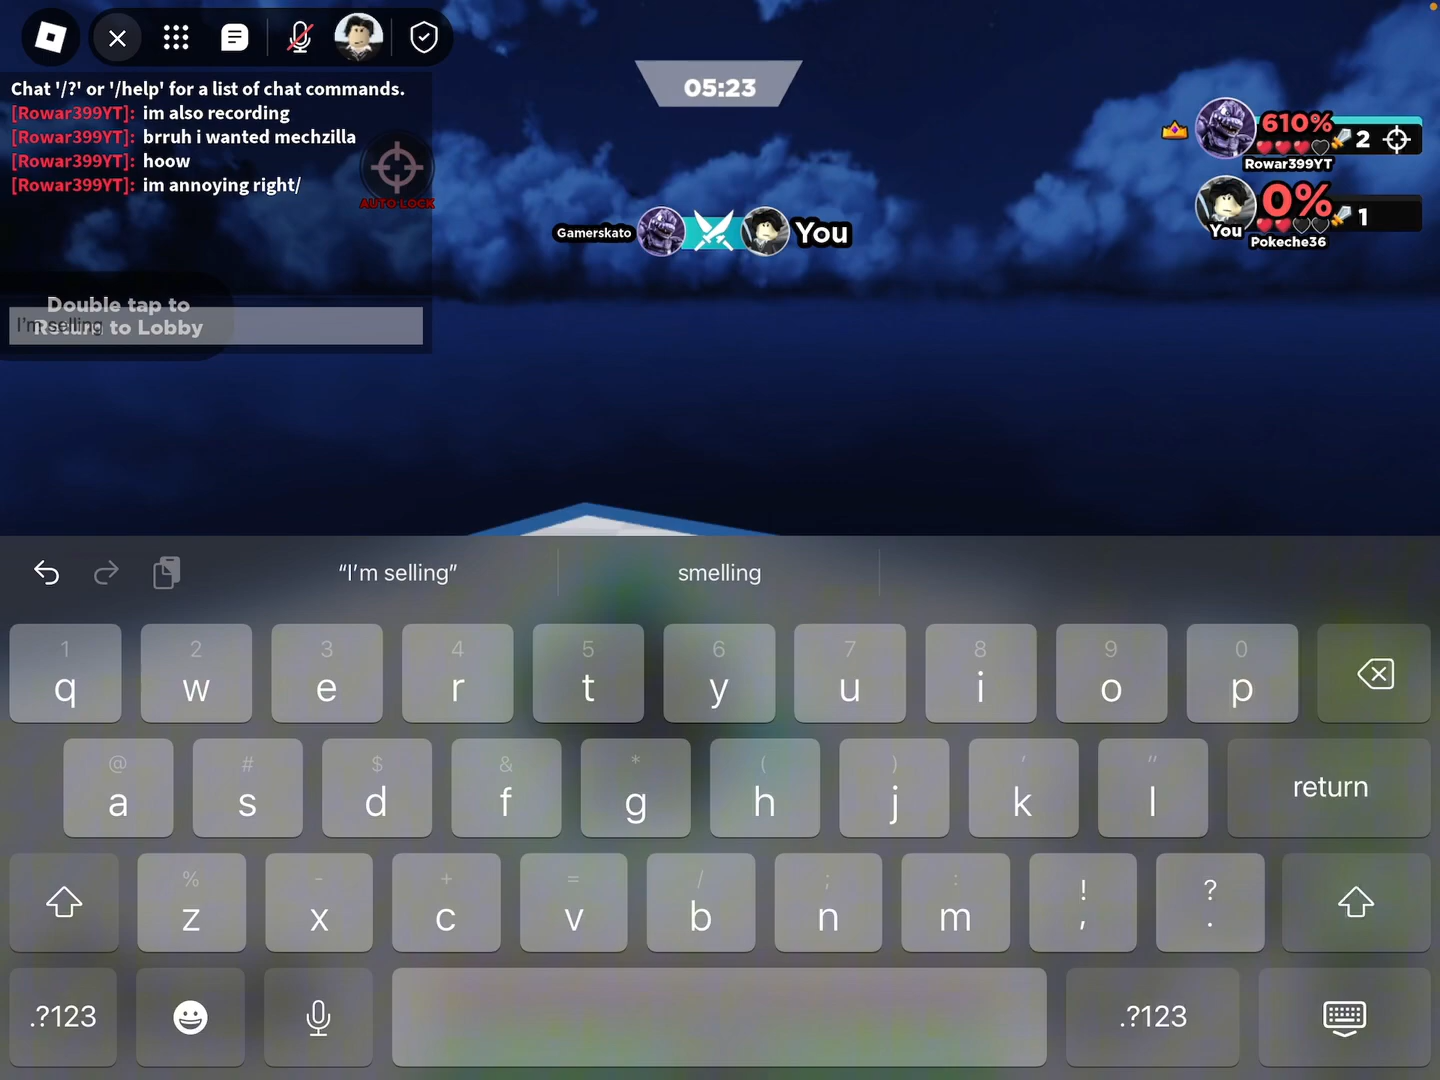 Chat '/?' or '/help' for a list of chat commands.
[Rowar399YT]: im also recording
[Rowar399YT]: brruh i wanted mechzilla
[Rowar399YT]: hoow
[Rowar399YT]: im annoying right/
AUTO LOCK
05:23
610%
2
Rowar399YT
0%
1
You
Pokeche36
Gamerskato
You
Double tap to
Return to Lobby
I'm selling
“I’m selling”
smelling
1 2 3 4 5 6 7 8 9 0
q w e r t y u i o p
@ # $ & * ( ) ' "
a s d f g h j k l return
% - + = / ; : ! ?
z x c v b n m , .
.?123 .?123